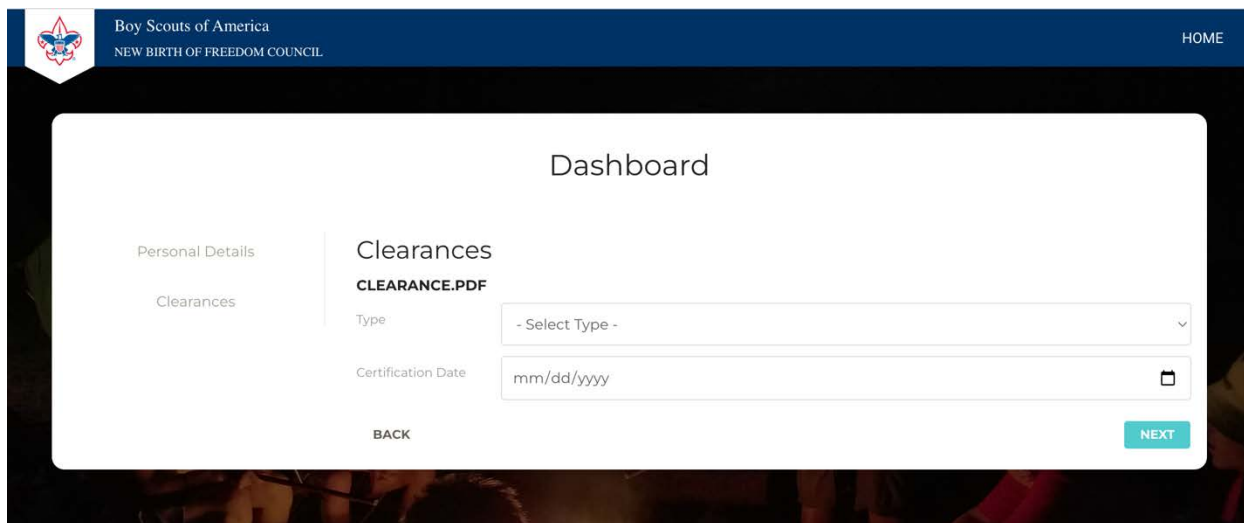 Boy Scouts of America
NEW BIRTH OF FREEDOM COUNCIL
HOME
Dashboard
Personal Details
Clearances
Clearances
CLEARANCE.PDF
Type
- Select Type -
Certification Date
mm/dd/yyyy
BACK
NEXT